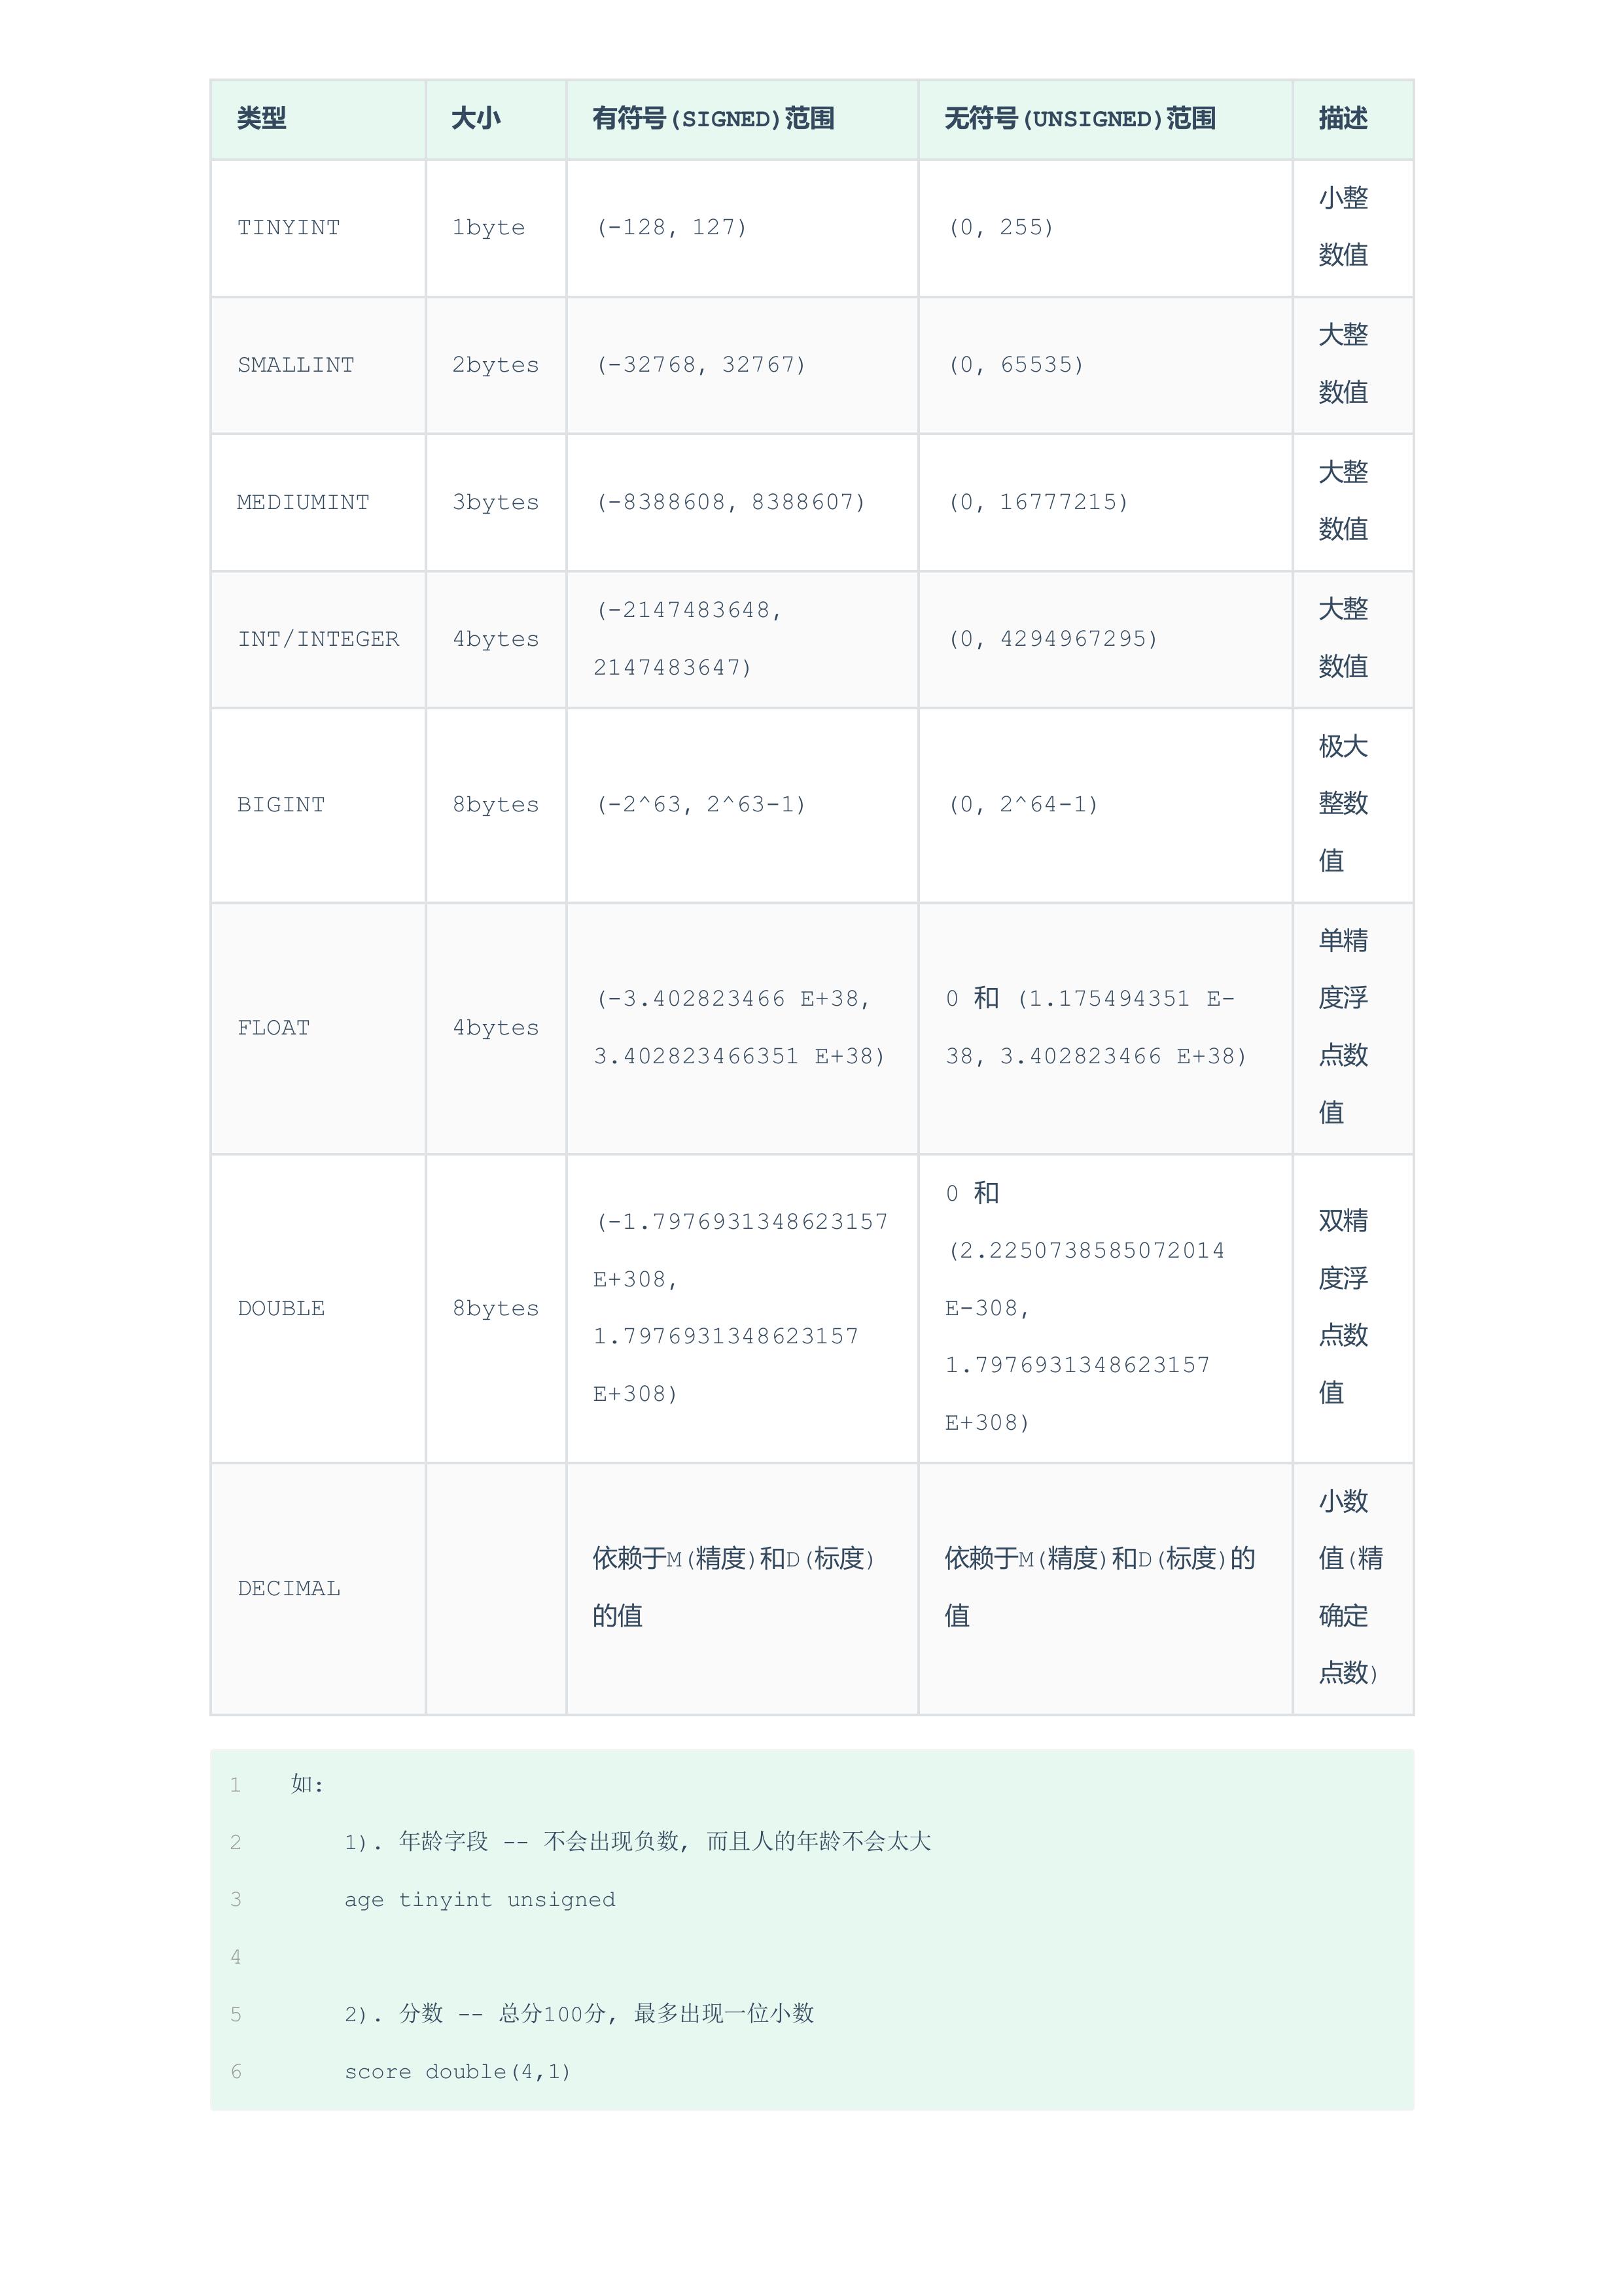 类型 大小 有符号(SIGNED)范围 无符号(UNSIGNED)范围 描述
TINYINT 1byte (-128, 127) (0, 255) 小整
数值
SMALLINT 2bytes (-32768, 32767) (0, 65535) 大整
数值
MEDIUMINT 3bytes (-8388608, 8388607) (0, 16777215) 大整
数值
INT/INTEGER 4bytes (-2147483648,
2147483647) (0, 4294967295) 大整
数值
BIGINT 8bytes (-2^63, 2^63-1) (0, 2^64-1) 极大
整数
值
FLOAT 4bytes (-3.402823466 E+38,
3.402823466351 E+38) 0 和 (1.175494351 E-
38, 3.402823466 E+38) 单精
度浮
点数
值
DOUBLE 8bytes (-1.7976931348623157
E+308,
1.7976931348623157
E+308) 0 和
(2.2250738585072014
E-308,
1.7976931348623157
E+308) 双精
度浮
点数
值
DECIMAL 依赖于M(精度)和D(标度)
的值 依赖于M(精度)和D(标度)的
值 小数
值(精
确定
点数)
1 如:
2 1). 年龄字段 -- 不会出现负数, 而且人的年龄不会太大
3 age tinyint unsigned
4
5 2). 分数 -- 总分100分, 最多出现一位小数
6 score double(4,1)